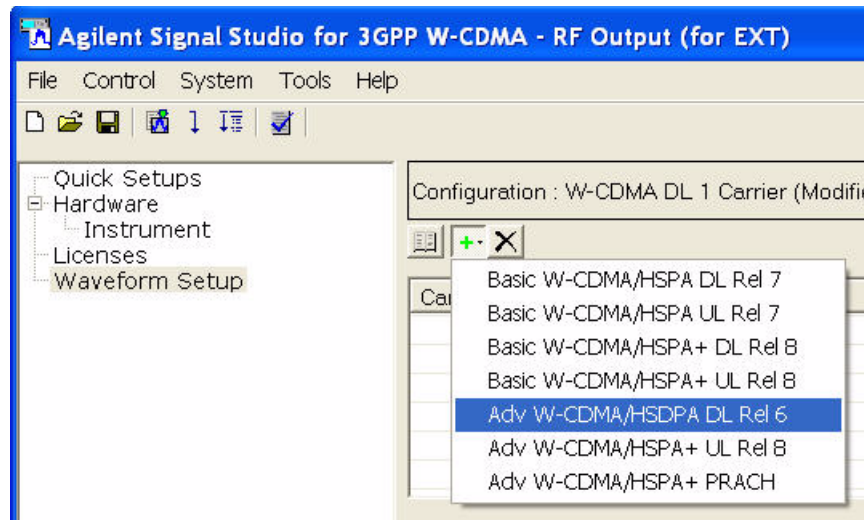 Agilent Signal Studio for 3GPP W-CDMA - RF Output (for EXT)
File Control System Tools Help
Quick Setups
Hardware
Instrument
Licenses
Waveform Setup
Configuration : W-CDMA DL 1 Carrier (Modifi
Ca
Basic W-CDMA/HSPA DL Rel 7
Basic W-CDMA/HSPA UL Rel 7
Basic W-CDMA/HSPA+ DL Rel 8
Basic W-CDMA/HSPA+ UL Rel 8
Adv W-CDMA/HSDPA DL Rel 6
Adv W-CDMA/HSPA+ UL Rel 8
Adv W-CDMA/HSPA+ PRACH